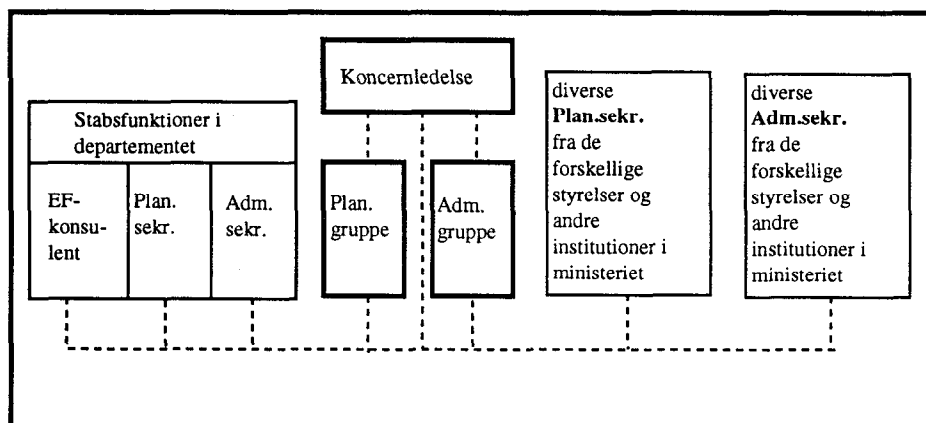 Koncernledelse
Stabsfunktioner i
departementet
EF-
konsu-
lent
Plan.
sekr.
Adm.
sekr.
Plan.
gruppe
Adm.
gruppe
diverse
Plan.sekr.
fra de
forskellige
styrelser og
andre
institutioner i
ministeriet
diverse
Adm.sekr.
fra de
forskellige
styrelser og
andre
institutioner i
ministeriet